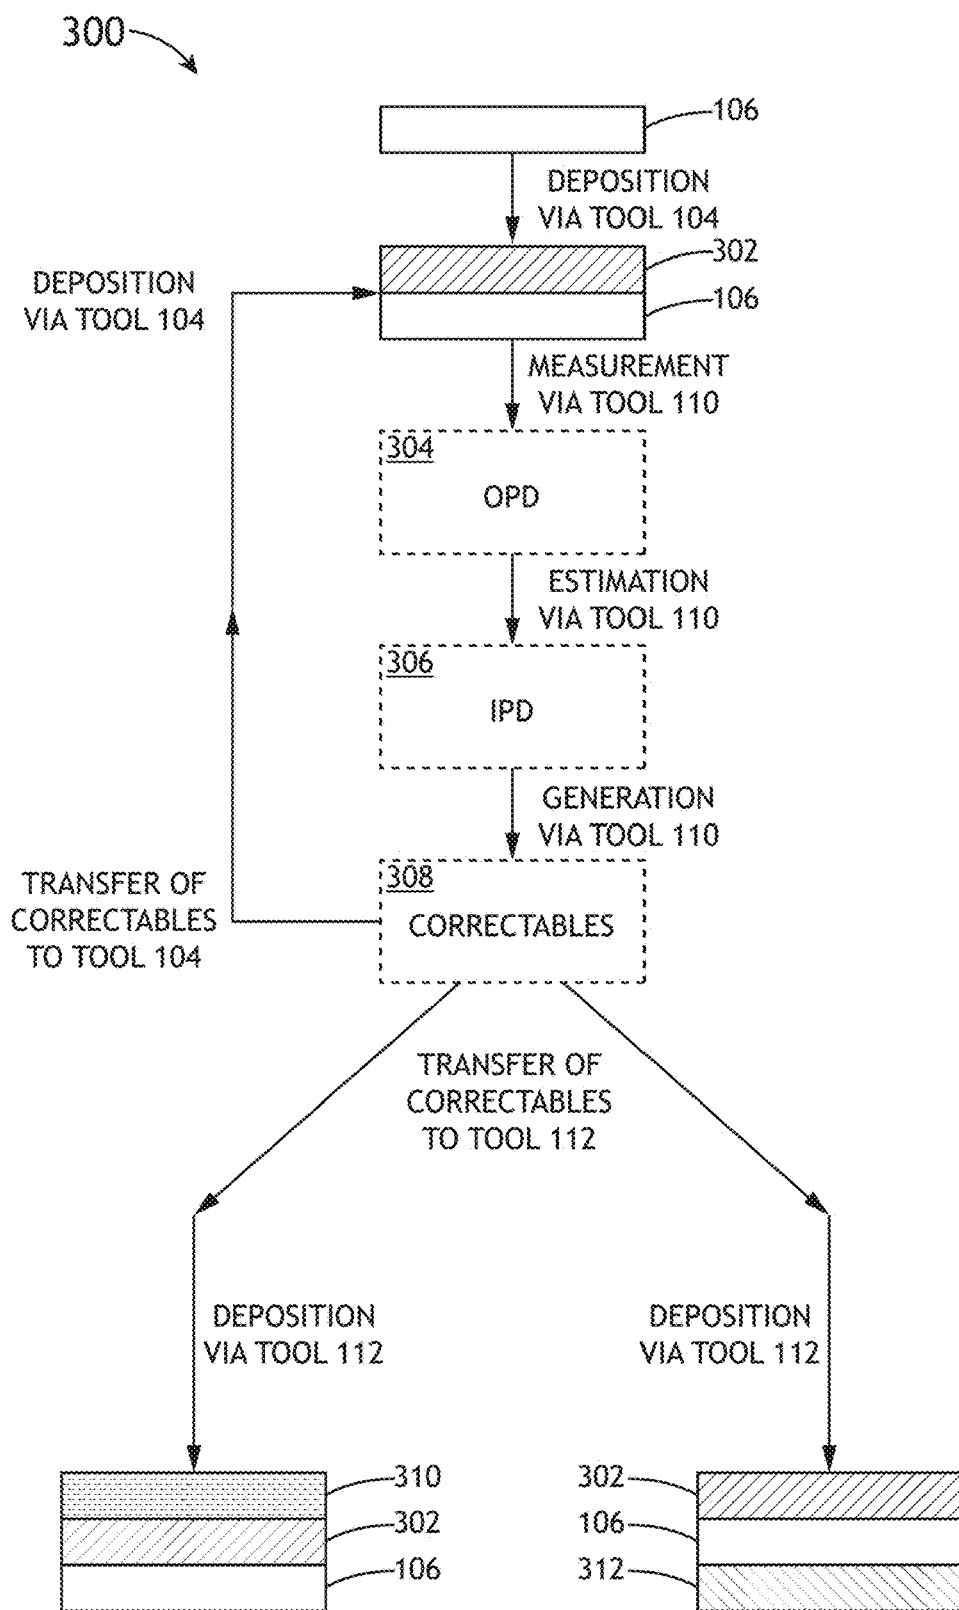 300
106
DEPOSITION
VIA TOOL 104
302
106
DEPOSITION
VIA TOOL 104
MEASUREMENT
VIA TOOL 110
304
OPD
ESTIMATION
VIA TOOL 110
306
IPD
GENERATION
VIA TOOL 110
308
CORRECTABLES
TRANSFER OF
CORRECTABLES
TO TOOL 104
TRANSFER OF
CORRECTABLES
TO TOOL 112
DEPOSITION
VIA TOOL 112
DEPOSITION
VIA TOOL 112
310
302
106
302
106
312